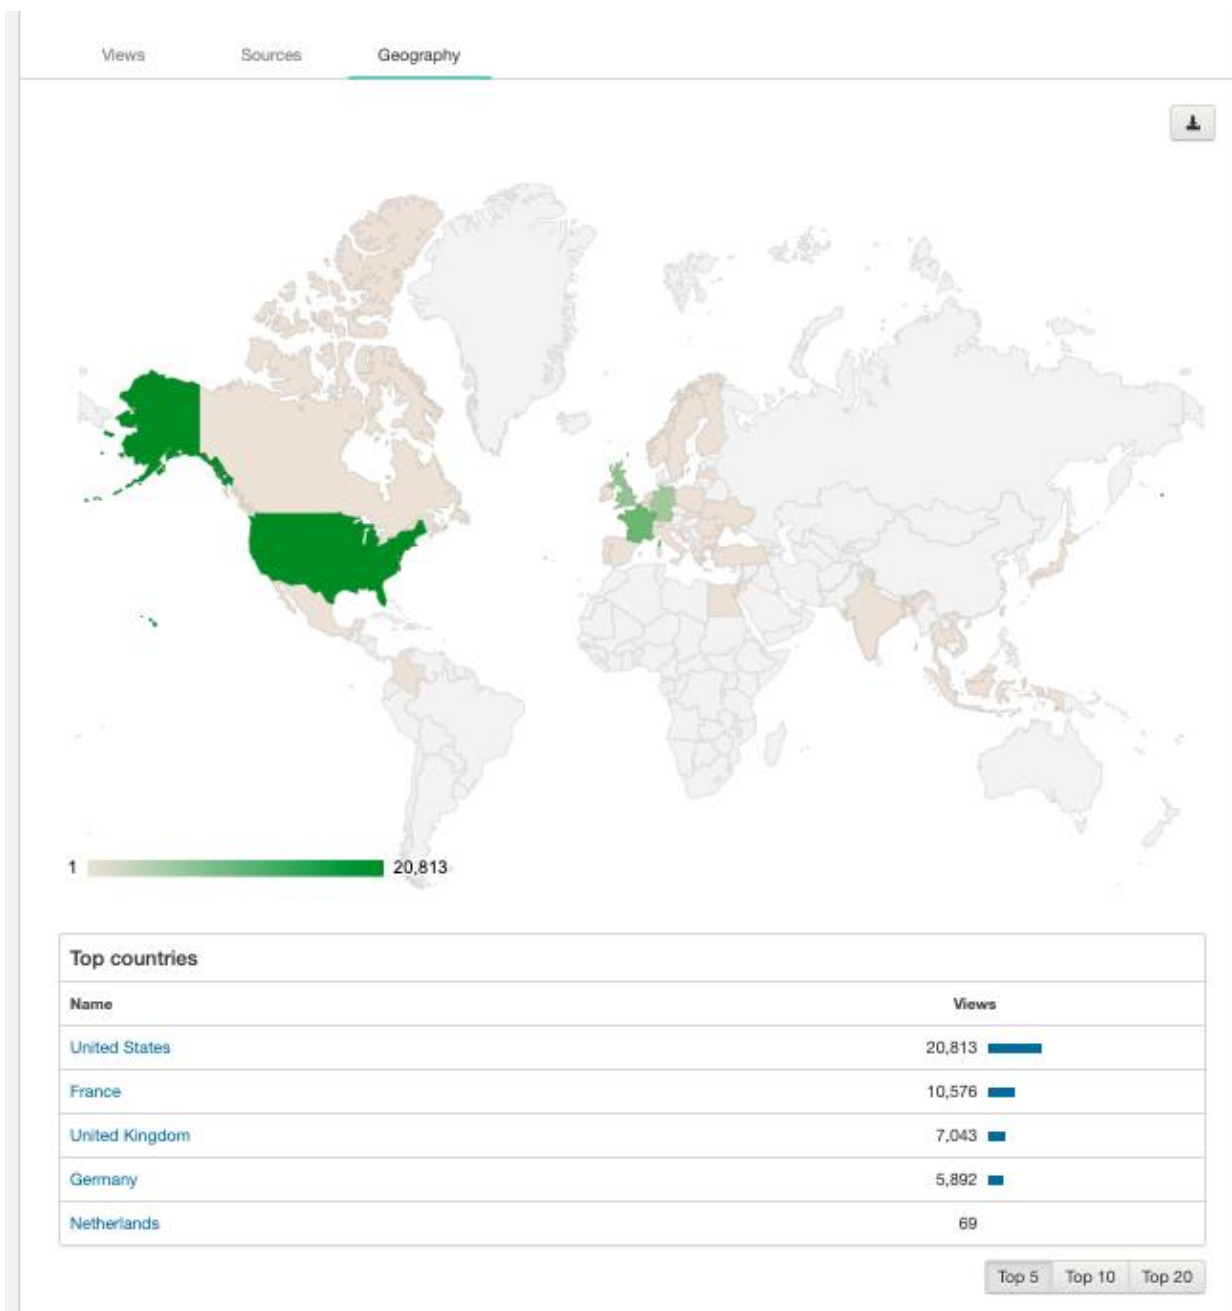 Views Sources Geography
1 20,813
Top countries
Name Views
United States 20,813
France 10,576
United Kingdom 7,043
Germany 5,892
Netherlands 69
Top 5 Top 10 Top 20